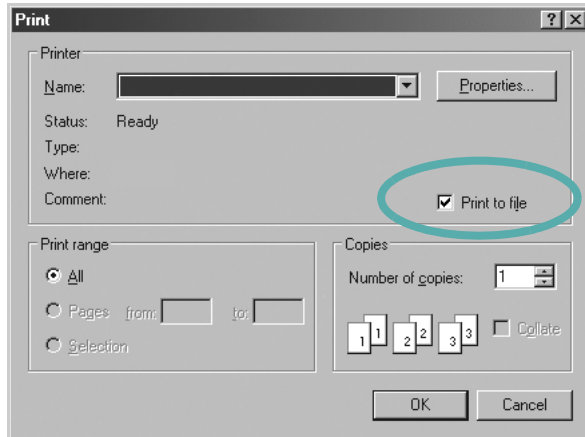 Print
Printer
Name:
Properties...
Status: Ready
Type:
Where:
Comment:
Print to file
Print range
All
Pages from: to:
Selection
Copies
Number of copies: 1
1 1 2 2 3 3
Collate
OK Cancel